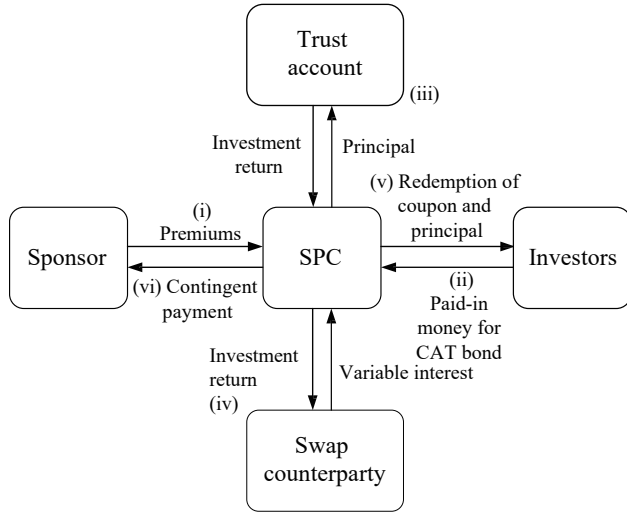 Trust
account
(iii)
Investment
return
Principal
(v) Redemption of
coupon and
principal
(i)
Premiums
Sponsor
SPC
Investors
(vi) Contingent
payment
(ii)
Paid-in
money for
CAT bond
Investment
return
(iv)
Variable interest
Swap
counterparty